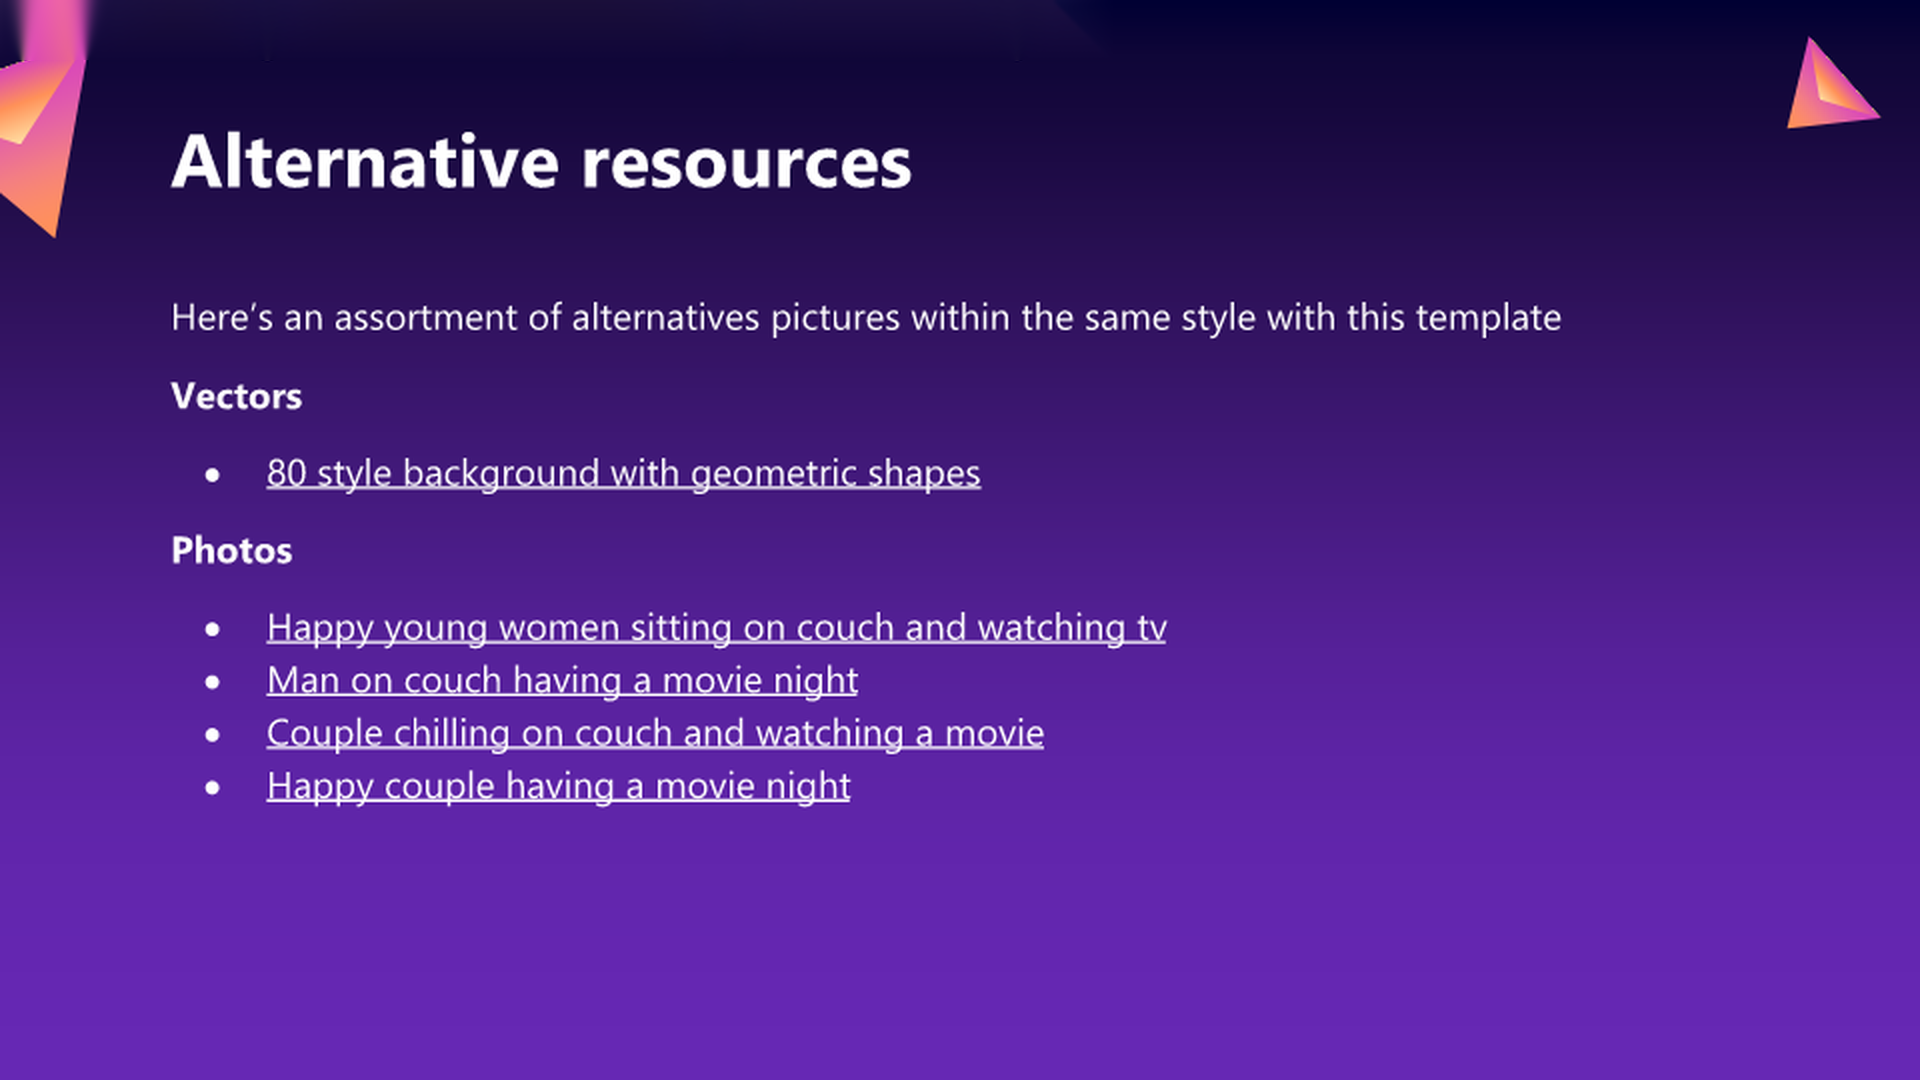 Alternative resources
Here’s an assortment of alternatives pictures within the same style with this template
Vectors
● 80 style background with geometric shapes
Photos
● Happy young women sitting on couch and watching tv
● Man on couch having a movie night
● Couple chilling on couch and watching a movie
● Happy couple having a movie night